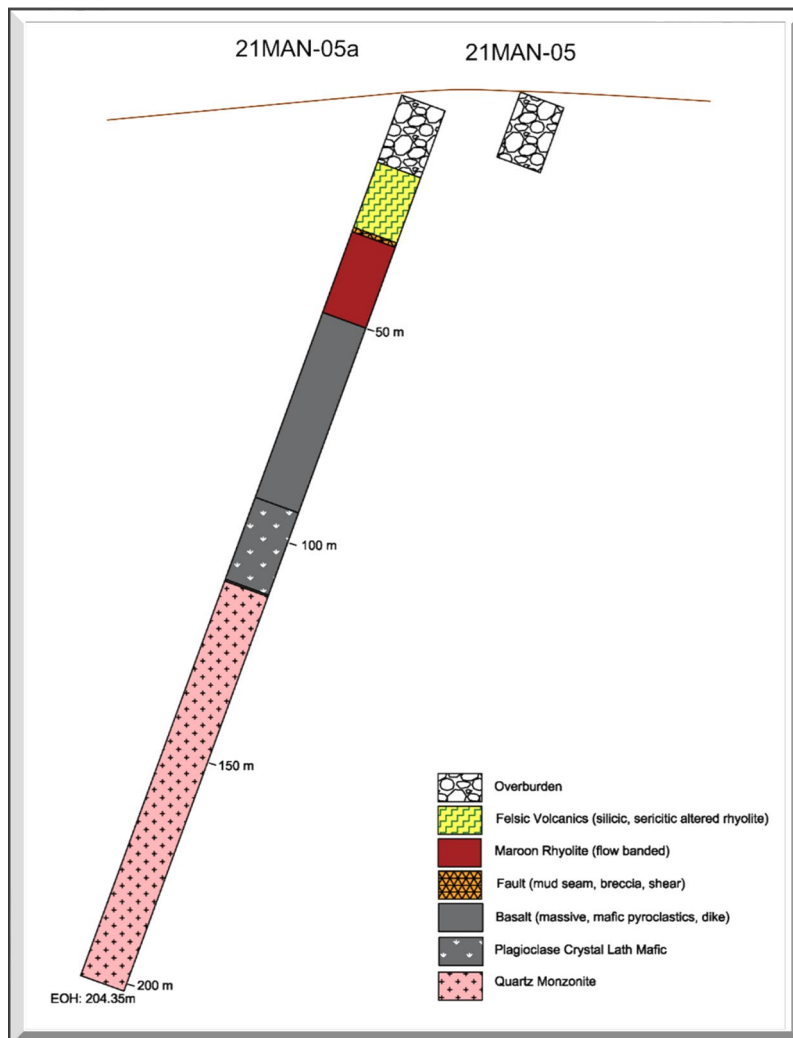 21MAN-05a
21MAN-05
50 m
100 m
150 m
200 m
EOH: 204.35m
Overburden
Felsic Volcanics (silicic, sericitic altered rhyolite)
Maroon Rhyolite (flow banded)
Fault (mud seam, breccia, shear)
Basalt (massive, mafic pyroclastics, dike)
Plagioclase Crystal Lath Mafic
Quartz Monzonite